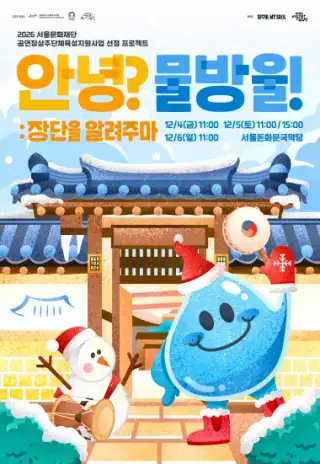 2025 서울문화재단
공연장상주단체육성지원사업 선정 프로젝트
안녕? 물방울!
:장단을 알려주마
12/4(금) 11:00 12/5(토) 11:00 / 15:00
12/6(일) 11:00 서울돈화문국악당